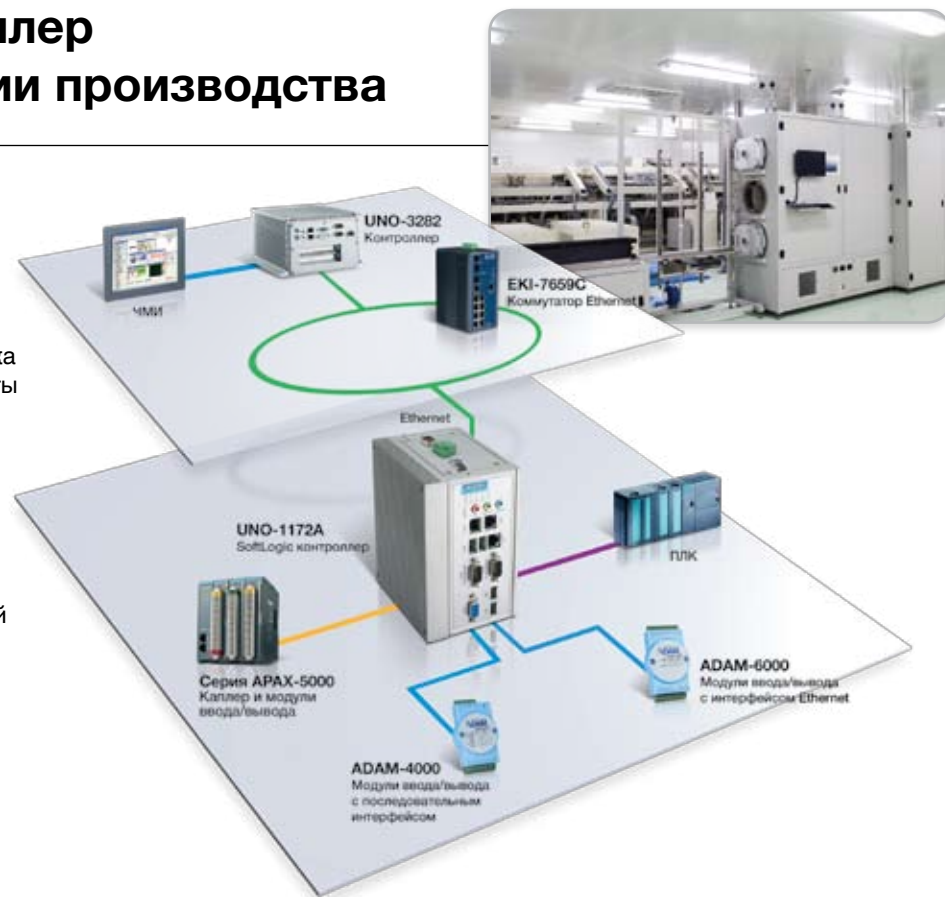 ллер
ии производства
UNO-3282
Контроллер
EKI-7659C
Коммутатор Ethernet
ЧМИ
ка
ты
Ethernet
UNO-1172A
SoftLogic контроллер
ПЛК
й
Серия APAX-5000
Каплер и модули
ввода/вывода
ADAM-6000
Модули ввода/вывода
с интерфейсом Ethernet
ADAM-4000
Модули ввода/вывода
с последовательным
интерфейсом